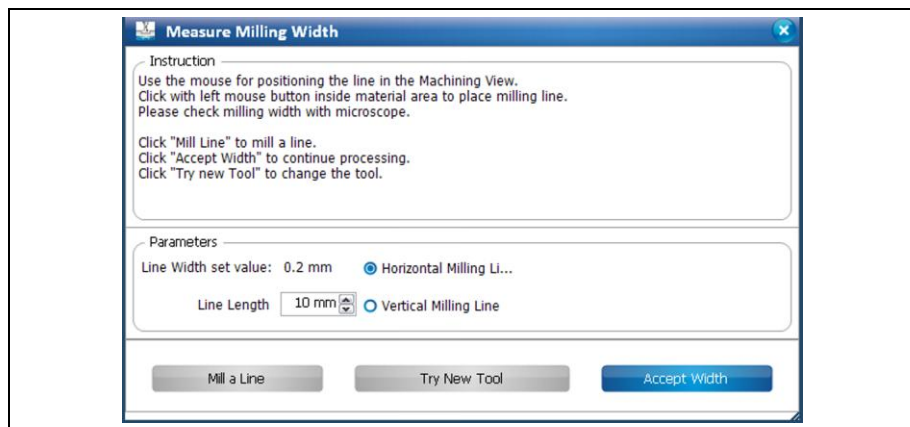 Measure Milling Width
Instruction
Use the mouse for positioning the line in the Machining View.
Click with left mouse button inside material area to place milling line.
Please check milling width with microscope.
Click "Mill Line" to mill a line.
Click "Accept Width" to continue processing.
Click "Try new Tool" to change the tool.
Parameters
Line Width set value: 0.2 mm Horizontal Milling Li...
Line Length 10 mm Vertical Milling Line
Mill a Line Try New Tool Accept Width